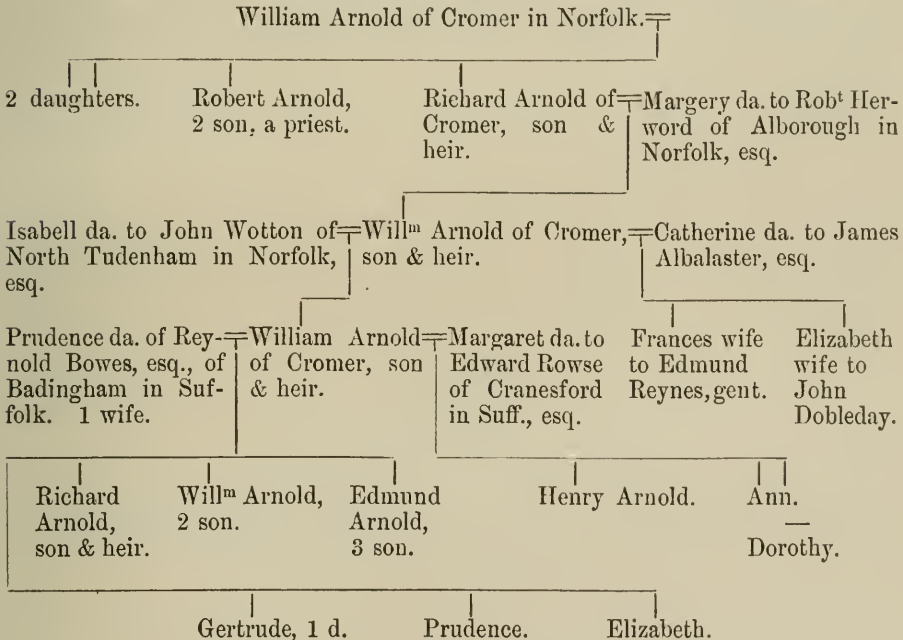 William Arnold of Cromer in Norfolk.
2 daughters.
Robert Arnold,
2 son, a priest.
Richard Arnold of
Cromer, son &
heir.
Margery da. to Robᵗ Her-
word of Alborough in
Norfolk, esq.
Isabell da. to John Wotton of
North Tudenham in Norfolk,
esq.
Willᵐ Arnold of Cromer,
son & heir.
Catherine da. to James
Albalaster, esq.
Prudence da. of Rey-
nold Bowes, esq., of
Badingham in Suf-
folk. 1 wife.
William Arnold
of Cromer, son
& heir.
Margaret da. to
Edward Rowse
of Cranesford
in Suff., esq.
Frances wife
to Edmund
Reynes, gent.
Elizabeth
wife to
John
Dobleday.
Richard
Arnold,
son & heir.
Willᵐ Arnold,
2 son.
Edmund
Arnold,
3 son.
Henry Arnold.
Ann.
—
Dorothy.
Gertrude, 1 d.
Prudence.
Elizabeth.